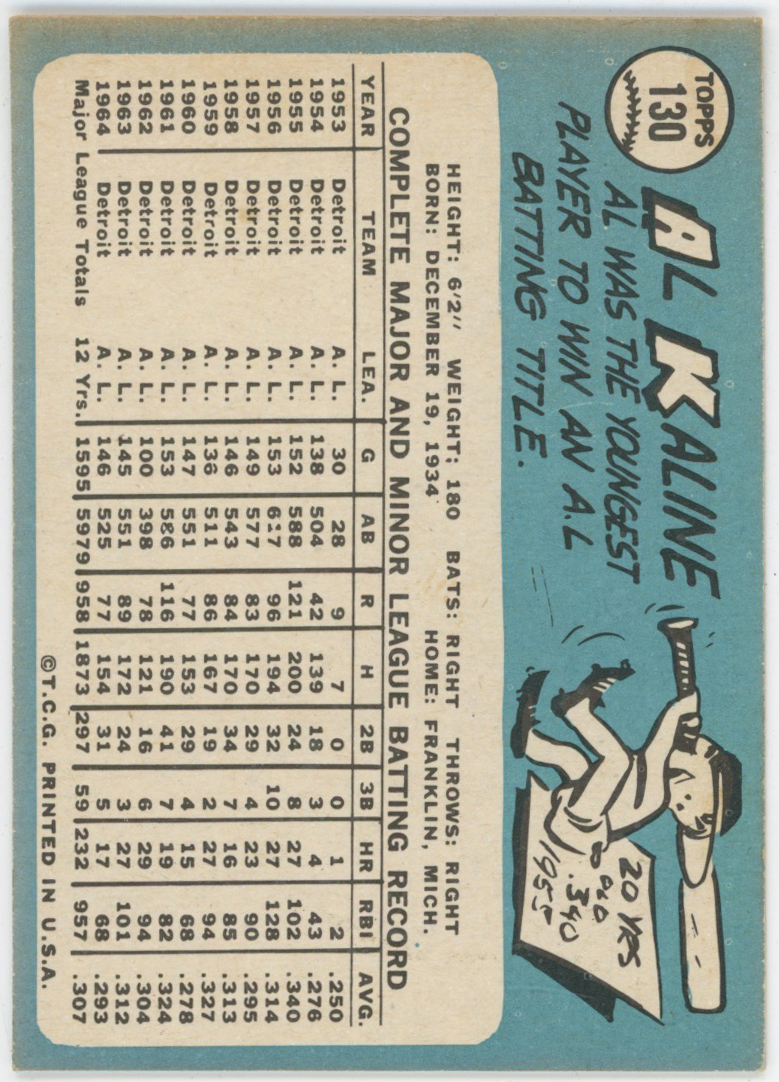 TOPPS
130
AL KALINE
AL WAS THE YOUNGEST
PLAYER TO WIN AN A.L
BATTING TITLE.
20 YRS
OLD
.340
1955
HEIGHT: 6'2" WEIGHT: 180 BATS: RIGHT THROWS: RIGHT
BORN: DECEMBER 19, 1934 HOME: FRANKLIN, MICH.
COMPLETE MAJOR AND MINOR LEAGUE BATTING RECORD
YEAR TEAM LEA. G AB R H 2B 3B HR RBI AVG.
1953 Detroit A. L. 30 28 9 7 0 0 1 2 .250
1954 Detroit A. L. 138 504 42 139 18 3 4 43 .276
1955 Detroit A. L. 152 588 121 200 24 8 27 102 .340
1956 Detroit A. L. 153 617 96 194 32 10 27 128 .314
1957 Detroit A. L. 149 577 83 170 29 4 23 90 .295
1958 Detroit A. L. 146 543 84 170 34 7 16 85 .313
1959 Detroit A. L. 136 511 86 167 19 2 27 94 .327
1960 Detroit A. L. 147 551 77 153 29 4 15 68 .278
1961 Detroit A. L. 153 586 116 190 41 7 19 82 .324
1962 Detroit A. L. 100 398 78 121 16 6 29 94 .304
1963 Detroit A. L. 145 551 89 172 24 3 27 101 .312
1964 Detroit A. L. 146 525 77 154 31 5 17 68 .293
Major League Totals 12 Yrs. 1595 5979 958 1873 297 59 232 957 .307
©T.C.G. PRINTED IN U.S.A.